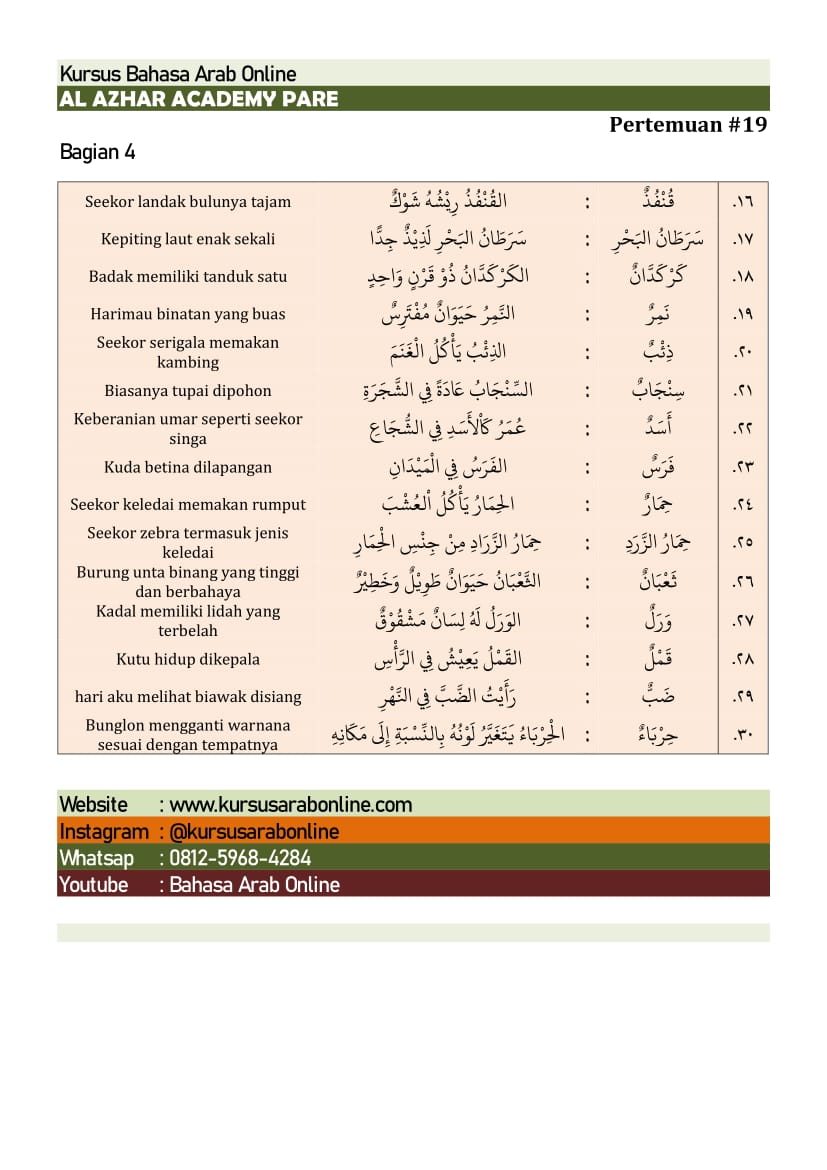 Kursus Bahasa Arab Online
AL AZHAR ACADEMY PARE
Pertemuan #19
Bagian 4
١٦. قُنْفُذٌ : القُنْفُذُ رِيْشُهُ شَوْكٌ Seekor landak bulunya tajam
١٧. سَرَطَانُ البَحْرِ : سَرَطَانُ البَحْرِ لَذِيْذٌ جِدًّا Kepiting laut enak sekali
١٨. كَرْكَدَّانٌ : الكَرْكَدَّانُ ذُوْ قَرْنٍ وَاحِدٍ Badak memiliki tanduk satu
١٩. نَمِرٌ : النَّمِرُ حَيَوَانٌ مُفْتَرِسٌ Harimau binatan yang buas
٢٠. ذِئْبٌ : الذِئْبُ يَأْكُلُ الْغَنَمَ Seekor serigala memakan
kambing
٢١. سِنْجَابٌ : السِّنْجَابُ عَادَةً فِي الشَّجَرَةِ Biasanya tupai dipohon
٢٢. أَسَدٌ : عُمَرُ كَالْأَسَدِ فِي الشُّجَاعِ Keberanian umar seperti seekor
singa
٢٣. فَرَسٌ : الفَرَسُ فِي الْمَيْدَانِ Kuda betina dilapangan
٢٤. حِمَارٌ : الحِمَارُ يَأْكُلُ الْعُشْبَ Seekor keledai memakan rumput
٢٥. حِمَارُ الزَّرَدِ : حِمَارُ الزَّرَادِ مِنْ جِنْسِ الْحِمَارِ Seekor zebra termasuk jenis
keledai
٢٦. ثَعْبَانٌ : الثَّعْبَانُ حَيَوَانٌ طَوِيْلٌ وَخَطِيْرٌ Burung unta binang yang tinggi
dan berbahaya
٢٧. وَرَلٌ : الوَرَلُ لَهُ لِسَانٌ مَشْقُوْقٌ Kadal memiliki lidah yang
terbelah
٢٨. قَمْلٌ : القَمْلُ يَعِيْشُ فِي الرَّأْسِ Kutu hidup dikepala
٢٩. ضَبٌّ : رَأَيْتُ الضَّبَّ فِي النَّهْرِ hari aku melihat biawak disiang
٣٠. حِرْبَاءٌ : الْحِرْبَاءُ يَتَغَيَّرُ لَوْنُهُ بِالنِّسْبَةِ إِلَى مَكَانِهِ Bunglon mengganti warnana
sesuai dengan tempatnya
Website : www.kursusarabonline.com
Instagram : @kursusarabonline
Whatsap : 0812-5968-4284
Youtube : Bahasa Arab Online